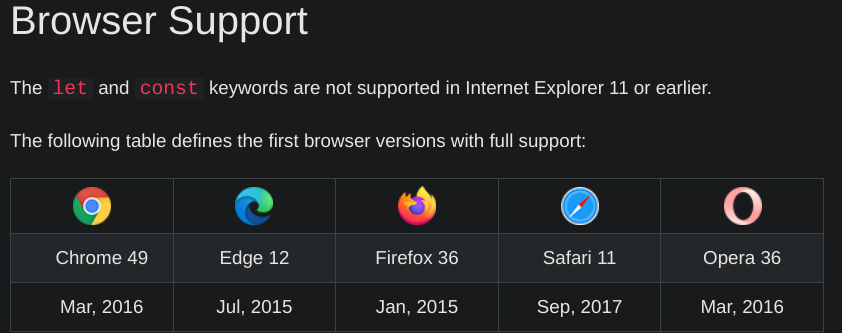 Browser Support
The let and const keywords are not supported in Internet Explorer 11 or earlier.
The following table defines the first browser versions with full support:
Chrome 49 Edge 12 Firefox 36 Safari 11 Opera 36
Mar, 2016 Jul, 2015 Jan, 2015 Sep, 2017 Mar, 2016